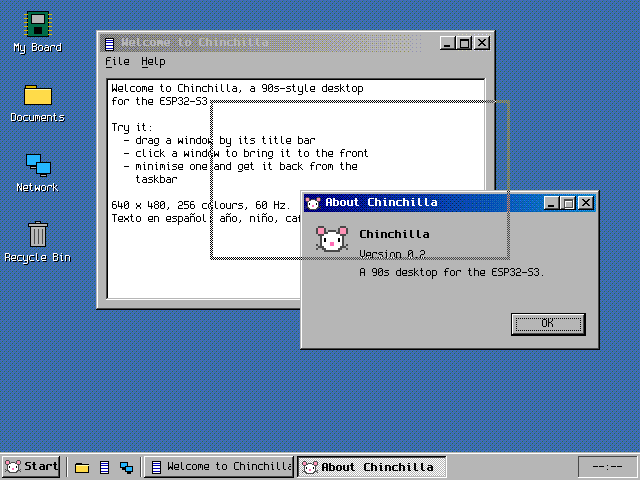 My Board
Documents
Network
Recycle Bin
Welcome to Chinchilla
File Help
Welcome to Chinchilla, a 90s-style desktop
for the ESP32-S3
Try it:
- drag a window by its title bar
- click a window to bring it to the front
- minimise one and get it back from the
taskbar
640 x 480, 256 colours, 60 Hz.
Texto en español: año, niño,
About Chinchilla
Chinchilla
Version 0.2
A 90s desktop for the ESP32-S3.
OK
Start
Welcome to Chinchilla
About Chinchilla
--:--